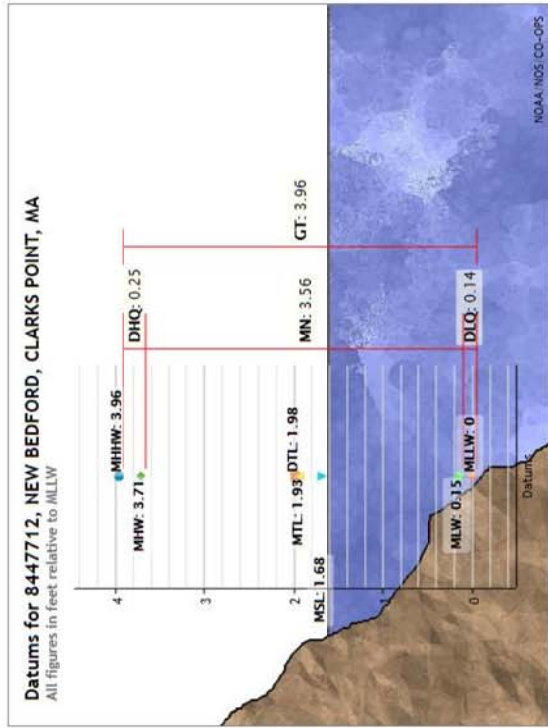 Datums for 8447712, NEW BEDFORD, CLARKS POINT, MA
All figures in feet relative to MLLW
4
MHHW: 3.96
MHW: 3.71
DHQ: 0.25
3
GT: 3.96
MN: 3.56
2
MTL: 1.93
DTL: 1.98
MSL: 1.68
1
MLW: 0.15
DLQ: 0.14
0
MLLW: 0
Datums
NOAA/NOS/CO-OPS